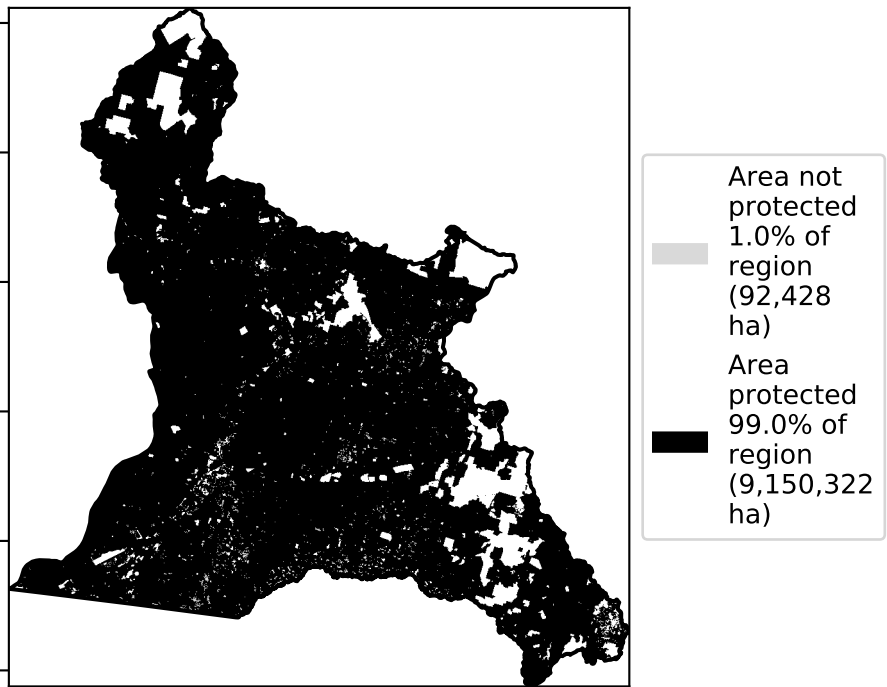 Area not
protected
1.0% of
region
(92,428
ha)
Area
protected
99.0% of
region
(9,150,322
ha)